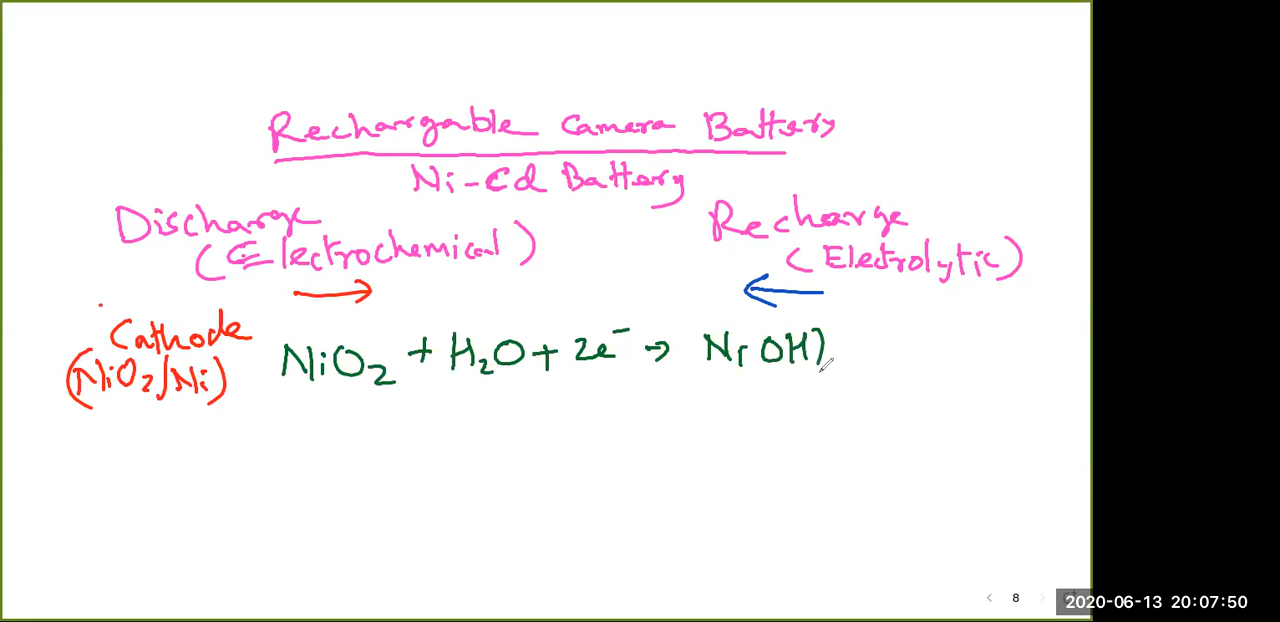 Rechargable Camera Battery
Ni-Cd Battery
Discharge
(Electrochemical)
Recharge
(Electrolytic)
→ ←
Cathode
(NiO₂/Ni)
NiO₂ + H₂O + 2e⁻ → Ni(OH)
8
2020-06-13 20:07:50